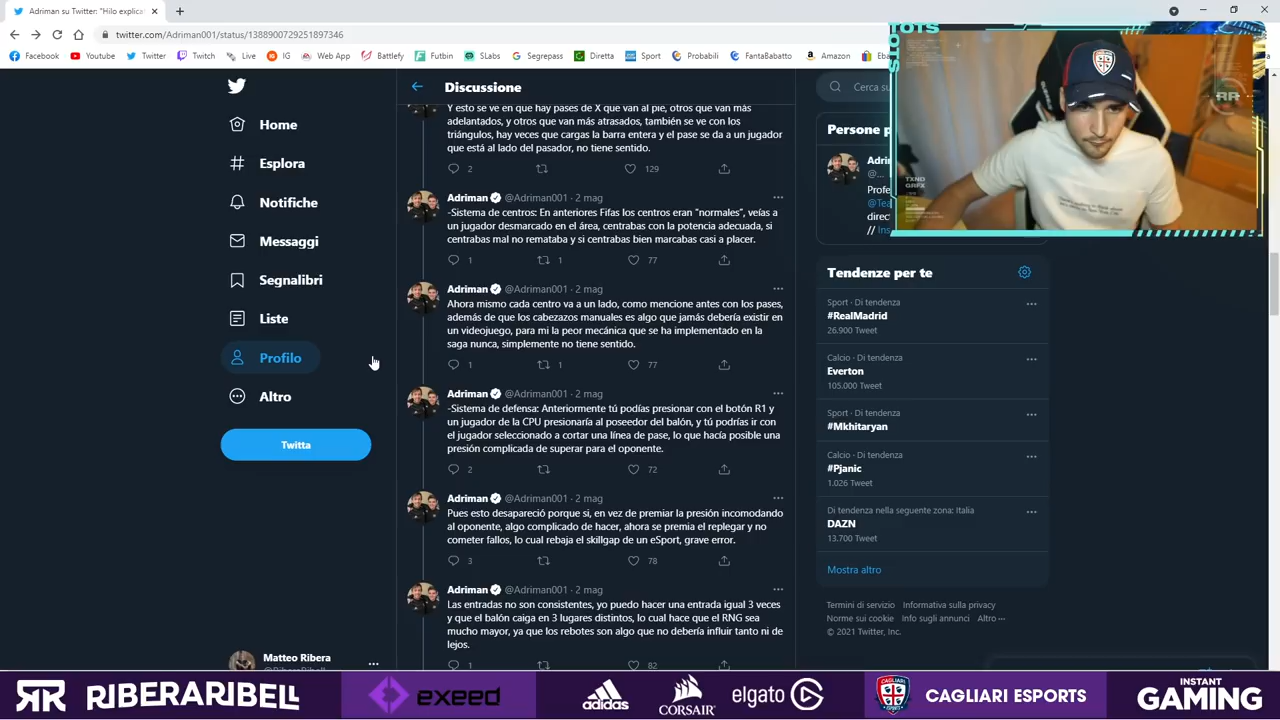 Adriman su Twitter: "Hilo explica
twitter.com/Adriman001/status/1388900729251897346
Facebook
Youtube
Twitter
Twitch
Live
IG
Web App
Battlefy
Futbin
SLabs
Segrepass
Diretta
Sport
Probabili
FantaBabatto
Amazon
Discussione
Home
Esplora
Notifiche
Messaggi
Segnalibri
Liste
Profilo
Altro
Twitta
Matteo Ribera
Y esto se ve en que hay pases de X que van al pie, otros que van más
adelantados, y otros que van más atrasados, también se ve con los
triángulos, hay veces que cargas la barra entera y el pase se da a un jugador
que está al lado del pasador, no tiene sentido.
2
129
Adriman @Adriman001 · 2 mag
-Sistema de centros: En anteriores Fifas los centros eran “normales”, veías a
un jugador desmarcado en el área, centrabas con la potencia adecuada, si
centrabas mal no remataba y si centrabas bien marcabas casi a placer.
1
1
77
Adriman @Adriman001 · 2 mag
Ahora mismo cada centro va a un lado, como mencione antes con los pases,
además de que los cabezazos manuales es algo que jamás debería existir en
un videojuego, para mi la peor mecánica que se ha implementado en la
saga nunca, simplemente no tiene sentido.
1
1
77
Adriman @Adriman001 · 2 mag
-Sistema de defensa: Anteriormente tú podías presionar con el botón R1 y
un jugador de la CPU presionaría al poseedor del balón, y tú podrías ir con
el jugador seleccionado a cortar una línea de pase, lo que hacía posible una
presión complicada de superar para el oponente.
2
72
Adriman @Adriman001 · 2 mag
Pues esto desapareció porque si, en vez de premiar la presión incomodando
al oponente, algo complicado de hacer, ahora se premia el replegar y no
cometer fallos, lo cual rebaja el skillgap de un eSport, grave error.
3
78
Adriman @Adriman001 · 2 mag
Las entradas no son consistentes, yo puedo hacer una entrada igual 3 veces
y que el balón caiga en 3 lugares distintos, lo cual hace que el RNG sea
mucho mayor, ya que los rebotes son algo que no debería influir tanto ni de
lejos.
1
82
Cerca su
Persone p
Adrin
@...
Profe
@Tea
direct
// Ins
Tendenze per te
Sport · Di tendenza
#RealMadrid
26.900 Tweet
Calcio · Di tendenza
Everton
105.000 Tweet
Sport · Di tendenza
#Mkhitaryan
Calcio · Di tendenza
#Pjanic
1.026 Tweet
Di tendenza nella seguente zona: Italia
DAZN
13.700 Tweet
Mostra altro
Termini di servizio Informativa sulla privacy
Norme sui cookie Info sugli annunci Altro
© 2021 Twitter, Inc.
TOTS
SLOTS
TXND
GRFX
RR
RR RIBERARIBELL
exeed
adidas
CORSAIR
elgato
CAGLIARI ESPORTS
INSTANT
GAMING